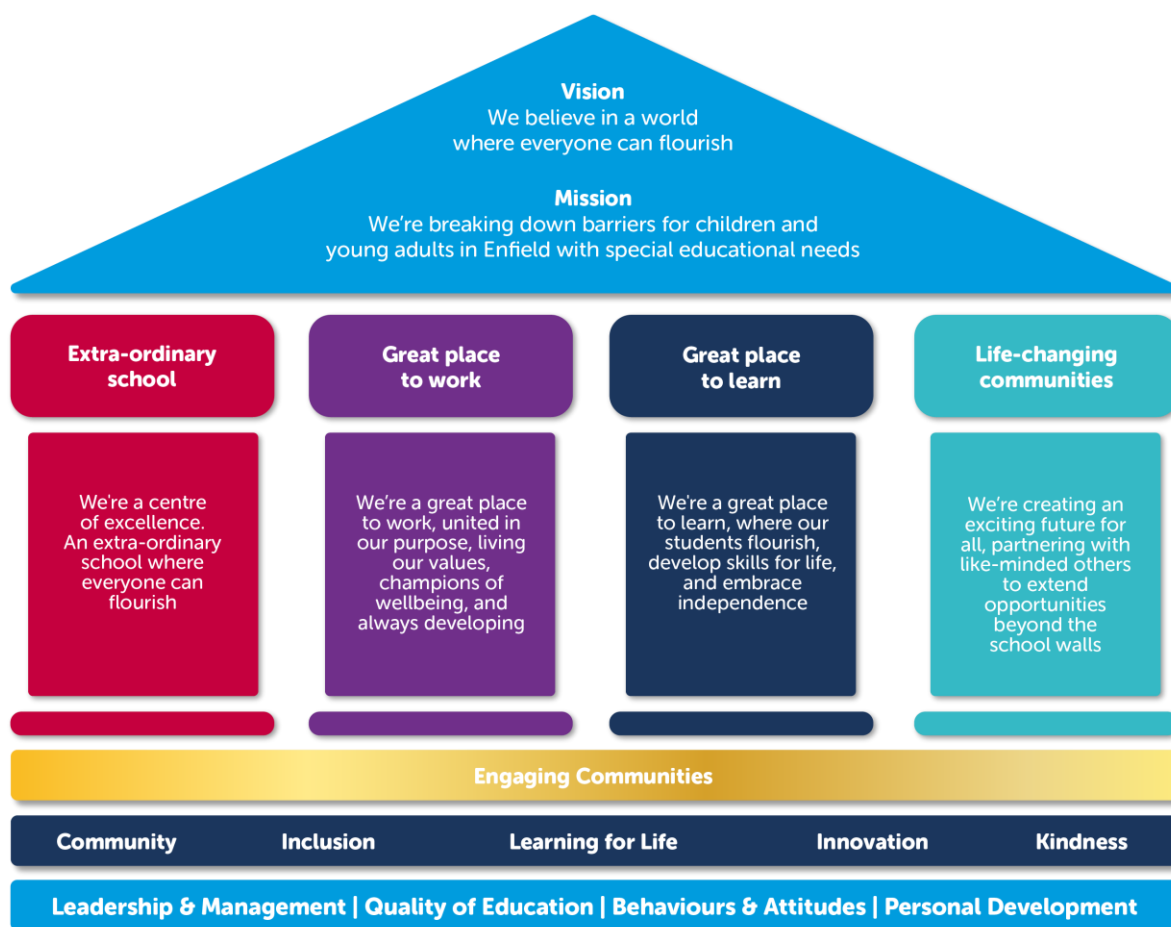 Vision
We believe in a world
where everyone can flourish
Mission
We're breaking down barriers for children and
young adults in Enfield with special educational needs
Extra-ordinary
school
Great place
to work
Great place
to learn
Life-changing
communities
We're a centre
of excellence.
An extra-ordinary
school where
everyone can
flourish
We're a great place
to work, united in
our purpose, living
our values,
champions of
wellbeing, and
always developing
We're a great place
to learn, where our
students flourish,
develop skills for life,
and embrace
independence
We're creating an
exciting future for
all, partnering with
like-minded others
to extend
opportunities
beyond the
school walls
Engaging Communities
Community Inclusion Learning for Life Innovation Kindness
Leadership & Management | Quality of Education | Behaviours & Attitudes | Personal Development